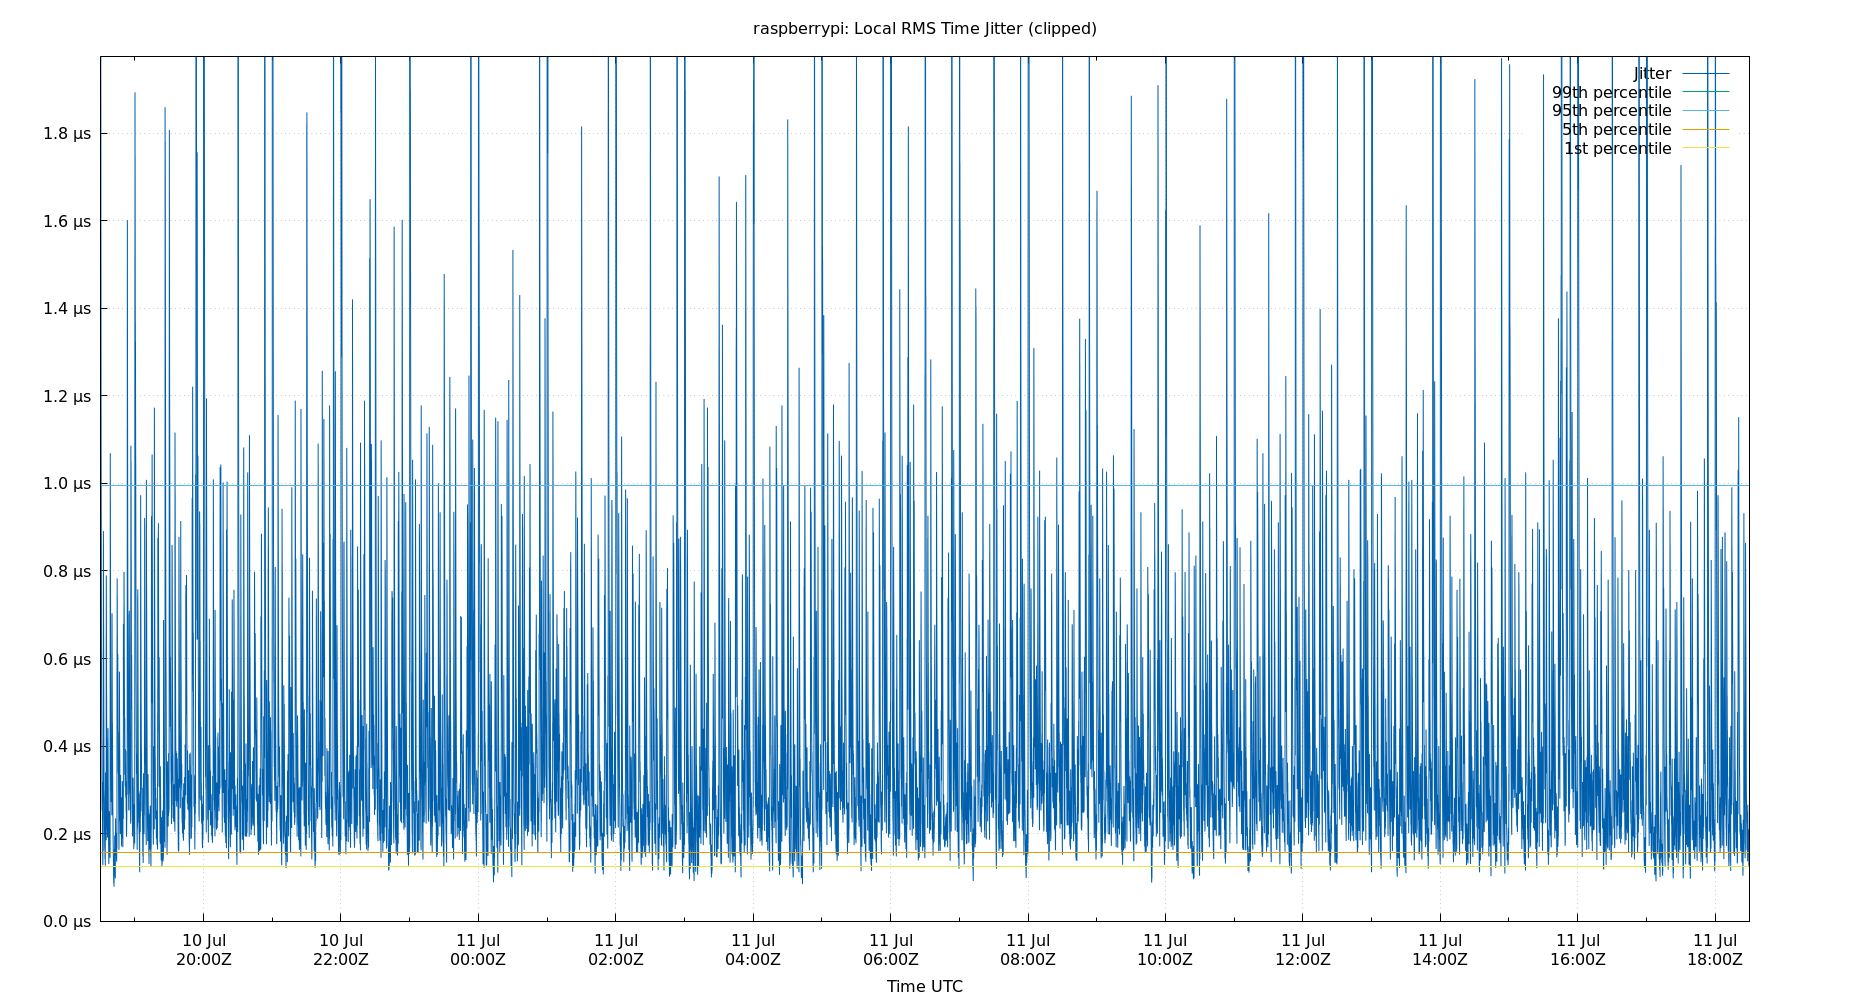 raspberrypi: Local RMS Time Jitter (clipped)
Jitter
99th percentile
95th percentile
5th percentile
1st percentile
1.8 μs
1.6 μs
1.4 μs
1.2 μs
1.0 μs
0.8 μs
0.6 μs
0.4 μs
0.2 μs
0.0 μs
10 Jul 10 Jul 11 Jul 11 Jul 11 Jul 11 Jul 11 Jul 11 Jul 11 Jul 11 Jul 11 Jul 11 Jul
20:00Z 22:00Z 00:00Z 02:00Z 04:00Z 06:00Z 08:00Z 10:00Z 12:00Z 14:00Z 16:00Z 18:00Z
Time UTC